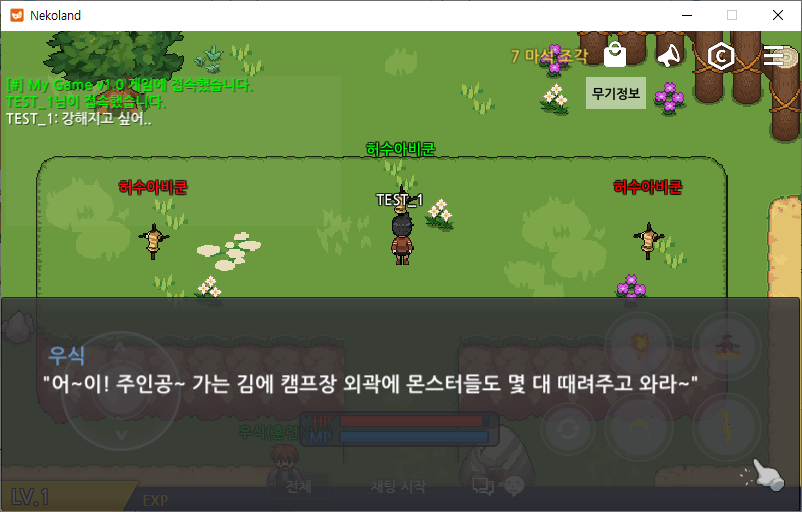 Nekoland
7 마석 조각
[#] My Game v1.0 게임에 접속했습니다.
TEST_1님이 접속했습니다.
TEST_1: 강해지고 싶어..
무기정보
허수아비쿤
허수아비쿤
허수아비쿤
TEST_1
우식
"어~이! 주인공~ 가는 김에 캠프장 외곽에 몬스터들도 몇 대 때려주고 와라~"
HP
MP
전체
채팅 시작
LV.1
EXP